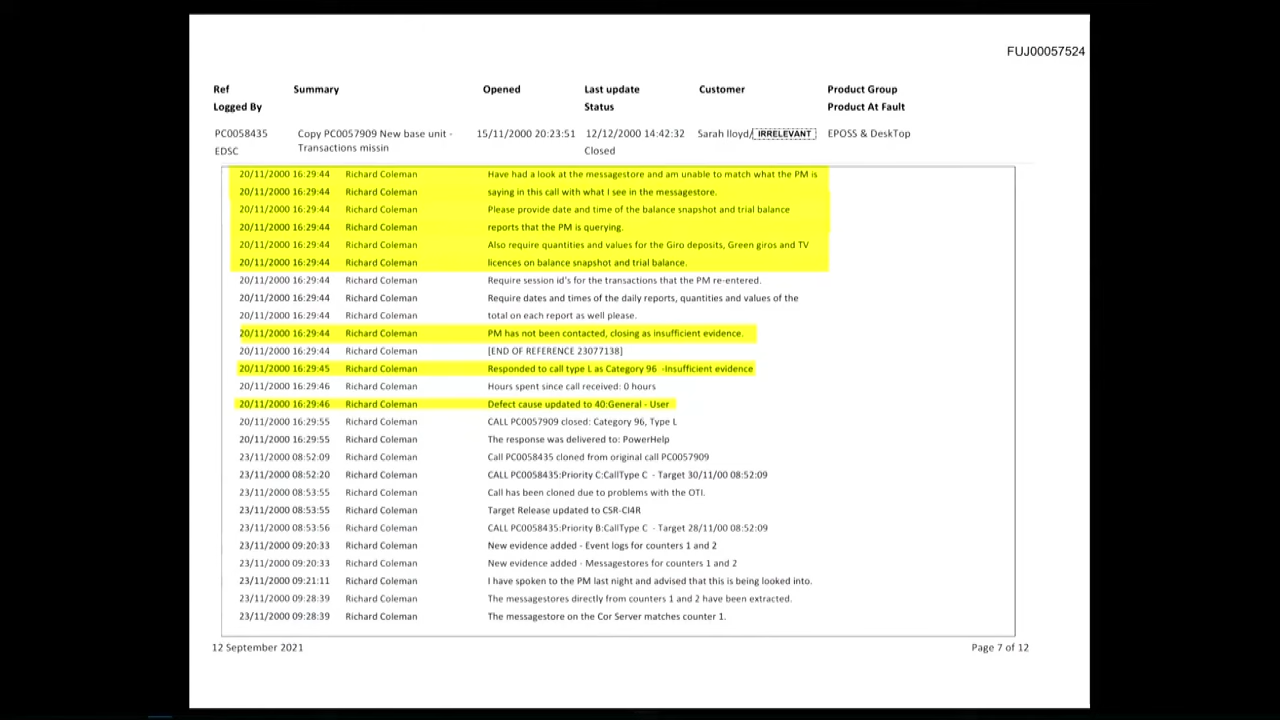 FUJ00057524
Ref Summary Opened Last update Customer Product Group
Logged By Status Product At Fault
PC0058435 Copy PC0057909 New base unit - 15/11/2000 20:23:51 12/12/2000 14:42:32 Sarah lloyd/ IRRELEVANT EPOSS & DeskTop
EDSC Transactions missin Closed
20/11/2000 16:29:44 Richard Coleman Have had a look at the messagestore and am unable to match what the PM is
20/11/2000 16:29:44 Richard Coleman saying in this call with what I see in the messagestore.
20/11/2000 16:29:44 Richard Coleman Please provide date and time of the balance snapshot and trial balance
20/11/2000 16:29:44 Richard Coleman reports that the PM is querying.
20/11/2000 16:29:44 Richard Coleman Also require quantities and values for the Giro deposits, Green giros and TV
20/11/2000 16:29:44 Richard Coleman licences on balance snapshot and trial balance.
20/11/2000 16:29:44 Richard Coleman Require session id's for the transactions that the PM re-entered.
20/11/2000 16:29:44 Richard Coleman Require dates and times of the daily reports, quantities and values of the
20/11/2000 16:29:44 Richard Coleman total on each report as well please.
20/11/2000 16:29:44 Richard Coleman PM has not been contacted, closing as insufficient evidence.
20/11/2000 16:29:44 Richard Coleman [END OF REFERENCE 23077138]
20/11/2000 16:29:45 Richard Coleman Responded to call type L as Category 96 -Insufficient evidence
20/11/2000 16:29:46 Richard Coleman Hours spent since call received: 0 hours
20/11/2000 16:29:46 Richard Coleman Defect cause updated to 40:General - User
20/11/2000 16:29:55 Richard Coleman CALL PC0057909 closed: Category 96, Type L
20/11/2000 16:29:55 Richard Coleman The response was delivered to: PowerHelp
23/11/2000 08:52:09 Richard Coleman Call PC0058435 cloned from original call PC0057909
23/11/2000 08:52:20 Richard Coleman CALL PC0058435:Priority C:CallType C - Target 30/11/00 08:52:09
23/11/2000 08:53:55 Richard Coleman Call has been cloned due to problems with the OTI.
23/11/2000 08:53:55 Richard Coleman Target Release updated to CSR-CI4R
23/11/2000 08:53:56 Richard Coleman CALL PC0058435:Priority B:CallType C - Target 28/11/00 08:52:09
23/11/2000 09:20:33 Richard Coleman New evidence added - Event logs for counters 1 and 2
23/11/2000 09:20:33 Richard Coleman New evidence added - Messagestores for counters 1 and 2
23/11/2000 09:21:11 Richard Coleman I have spoken to the PM last night and advised that this is being looked into.
23/11/2000 09:28:39 Richard Coleman The messagestores directly from counters 1 and 2 have been extracted.
23/11/2000 09:28:39 Richard Coleman The messagestore on the Cor Server matches counter 1.
12 September 2021 Page 7 of 12